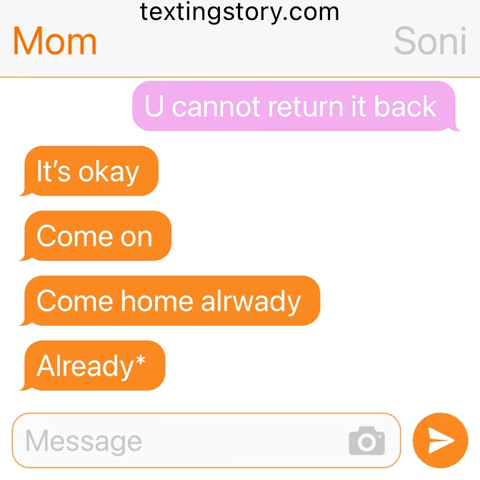 textingstory.com
Mom Soni
U cannot return it back
It’s okay
Come on
Come home alrwady
Already*
Message